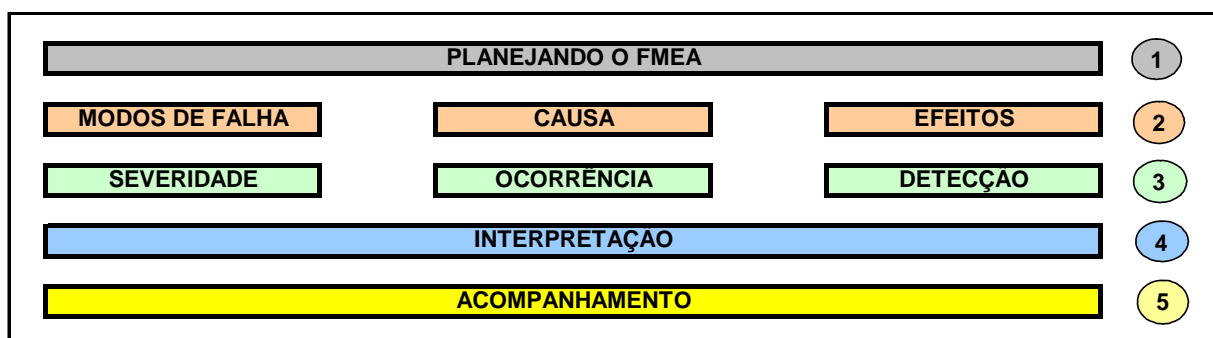 PLANEJANDO O FMEA 1
MODOS DE FALHA CAUSA EFEITOS 2
SEVERIDADE OCORRÊNCIA DETECÇÃO 3
INTERPRETAÇÃO 4
ACOMPANHAMENTO 5